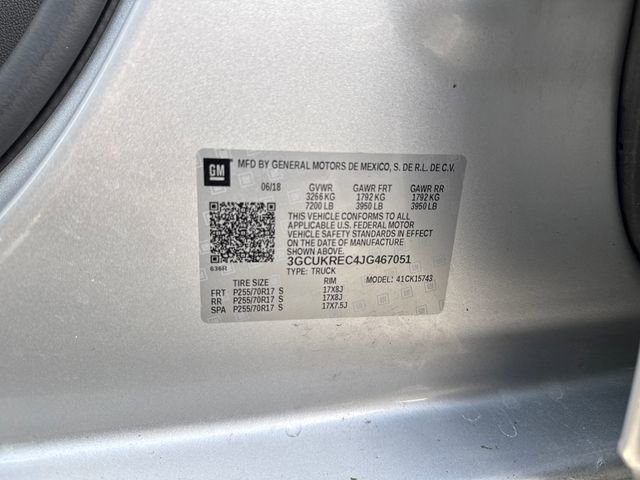 GM MFD BY GENERAL MOTORS DE MEXICO, S. DE R.L. DE C.V.
06/18 GVWR GAWR FRT GAWR RR
3266 KG 1792 KG 1792 KG
7200 LB 3950 LB 3950 LB
THIS VEHICLE CONFORMS TO ALL
APPLICABLE U.S. FEDERAL MOTOR
VEHICLE SAFETY STANDARDS IN EFFECT
ON THE DATE OF MANUFACTURE
SHOWN ABOVE.
3GCUKREC4JG467051
636R TYPE: TRUCK
TIRE SIZE RIM MODEL: 41CK15743
FRT P255/70R17 S 17X8J
RR P255/70R17 S 17X8J
SPA P255/70R17 S 17X7.5J